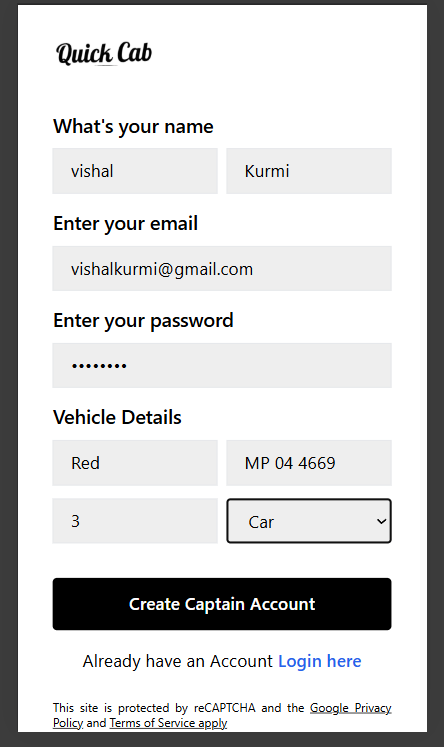 Quick Cab
What's your name
vishal Kurmi
Enter your email
vishalkurmi@gmail.com
Enter your password
••••••••
Vehicle Details
Red MP 04 4669
3 Car
Create Captain Account
Already have an Account Login here
This site is protected by reCAPTCHA and the Google Privacy
Policy and Terms of Service apply